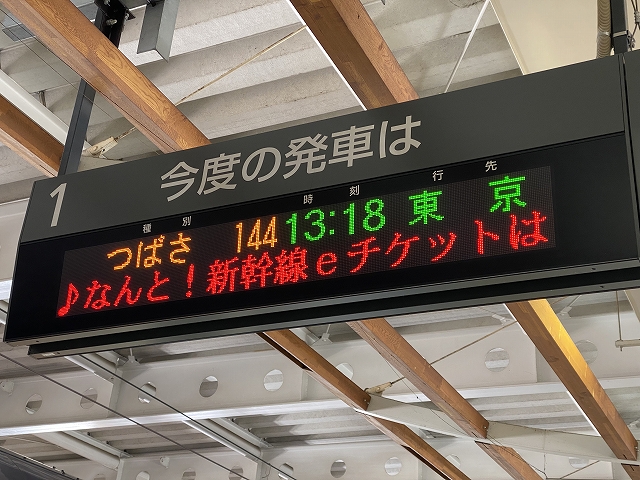 1 今度の発車は
種別 時刻 行先
つばさ 144 13:18 東京
♪なんと!新幹線eチケットは